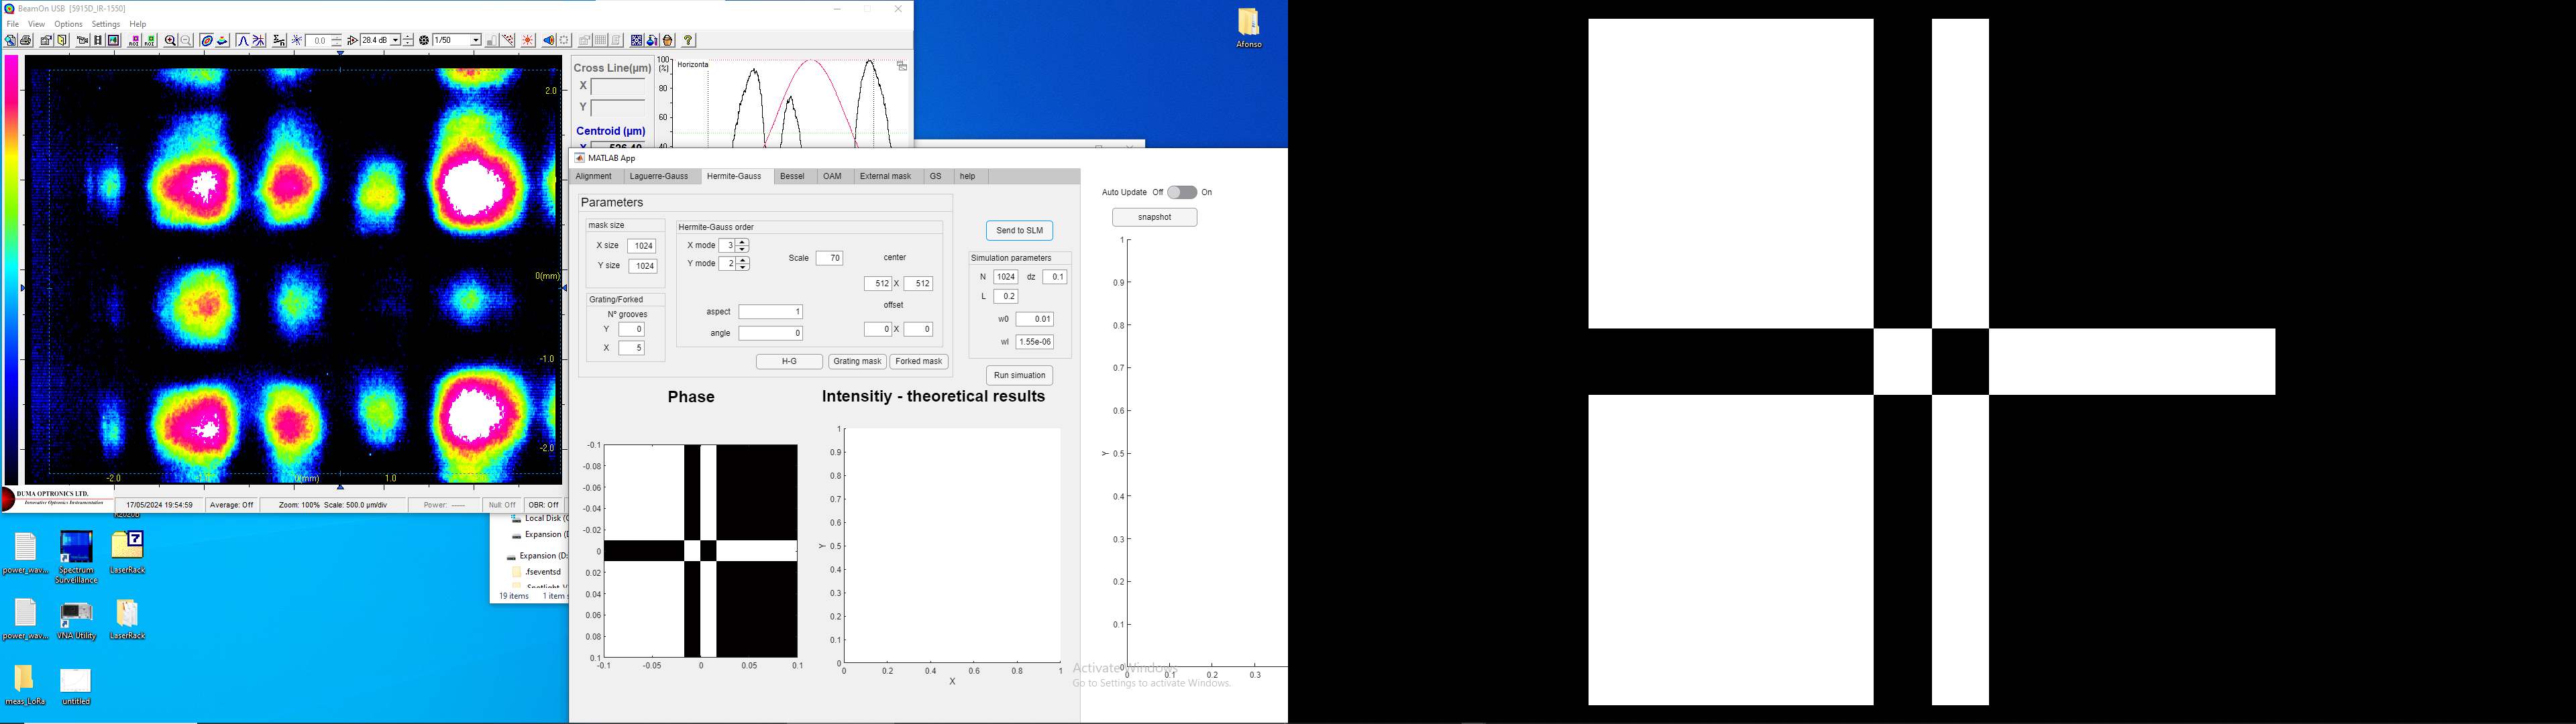 BeamOn USB [5915D_IR-1550]
File View Options Settings Help
0.0 28.4 dB 1/50
2.0
0(mm)
-1.0
-2.0
-2.0 -1.0 0(mm) 1.0
DUMA OPTRONICS LTD.
Innovative Optronics Instrumentation
17/05/2024 19:54:59 Average: Off Zoom: 100% Scale: 500.0 µm/div Power: ----- Null: Off OBR: Off
Cross Line(µm)
X
Y
Centroid (µm)
100
(%)
80
60
Horizonta
Afonso
MATLAB App
Alignment Laguerre-Gauss Hermite-Gauss Bessel OAM External mask GS help
Parameters
mask size
X size 1024
Y size 1024
Grating/Forked
Nº grooves
Y 0
X 5
Hermite-Gauss order
X mode 3
Y mode 2
Scale 70
center
512 X 512
offset
0 X 0
aspect 1
angle 0
H-G Grating mask Forked mask
Send to SLM
Simulation parameters
N 1024 dz 0.1
L 0.2
w0 0.01
wl 1.55e-06
Run simuation
Auto Update Off On
snapshot
Phase
-0.1
-0.08
-0.06
-0.04
-0.02
0
0.02
0.04
0.06
0.08
0.1
-0.1 -0.05 0 0.05 0.1
Intensitiy - theoretical results
1
0.9
0.8
0.7
0.6
0.5
0.4
0.3
0.2
0.1
0
0 0.2 0.4 0.6 0.8 1
Y
X
1
0.9
0.8
0.7
0.6
0.5
0.4
0.3
0.2
0.1
0
0 0.1 0.2 0.3
Y
Activate Windows
Go to Settings to activate Windows.
Local Disk (C
Expansion (D
Expansion (D:
.fseventsd
19 items 1 item s
power_wav... Spectrum Surveillance LaserRack
power_wav... VNA Utility LaserRack
meas_LoRa untitled